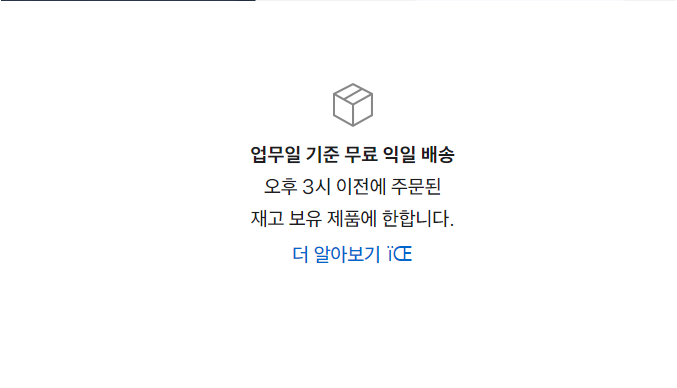 업무일 기준 무료 익일 배송
오후 3시 이전에 주문된
재고 보유 제품에 한합니다.
더 알아보기 ïŒ